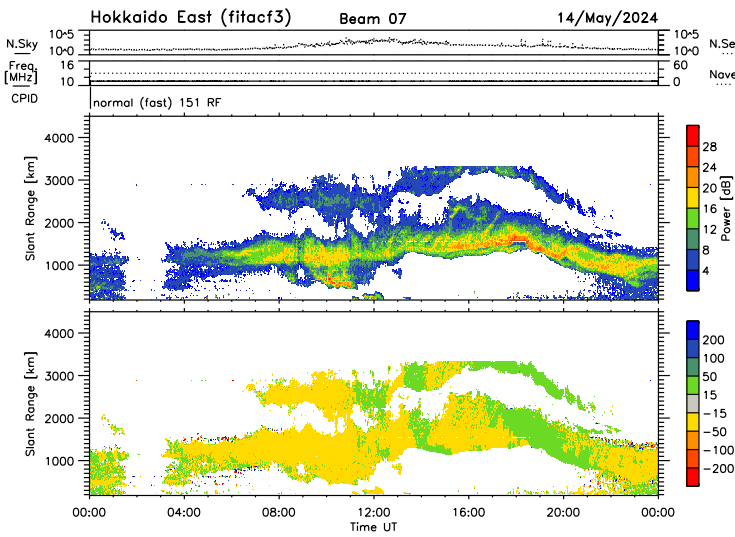 Hokkaido East (fitacf3) Beam 07 14/May/2024
N.Sky 10^5 10^0 10^5 10^0 N.Se
Freq. [MHz] 16 10 60 0 Nave
CPID normal (fast) 151 RF
Slant Range [km] 4000 3000 2000 1000
Power [dB] 28 24 20 16 12 8 4
Slant Range [km] 4000 3000 2000 1000
200 100 50 15 -15 -50 -100 -200
00:00 04:00 08:00 12:00 16:00 20:00 00:00
Time UT